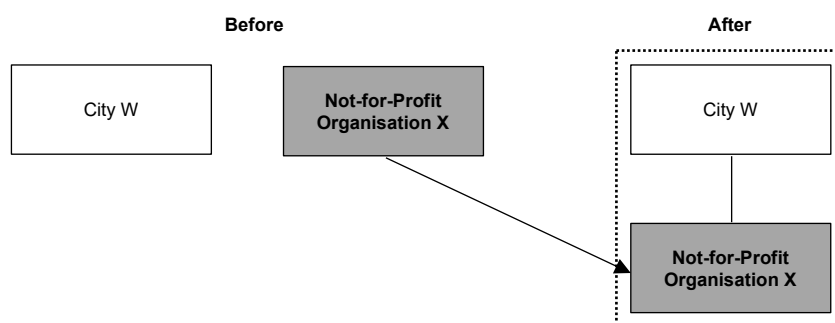 Before
After
City W
Not-for-Profit
Organisation X
City W
Not-for-Profit
Organisation X